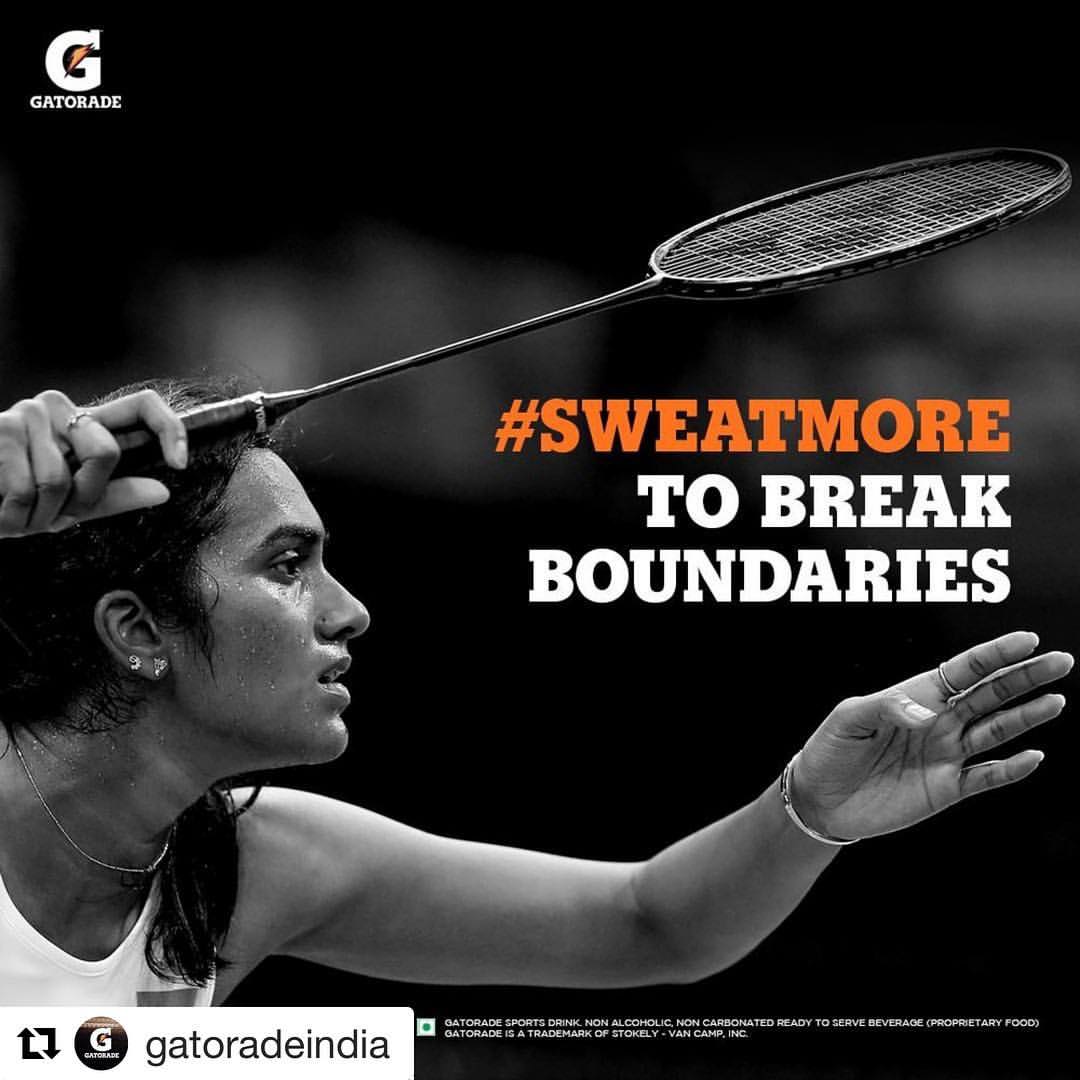 G
GATORADE
#SWEATMORE
TO BREAK
BOUNDARIES
GATORADE SPORTS DRINK. NON ALCOHOLIC, NON CARBONATED READY TO SERVE BEVERAGE (PROPRIETARY FOOD)
GATORADE IS A TRADEMARK OF STOKELY - VAN CAMP, INC.
G
GATORADE
gatoradeindia